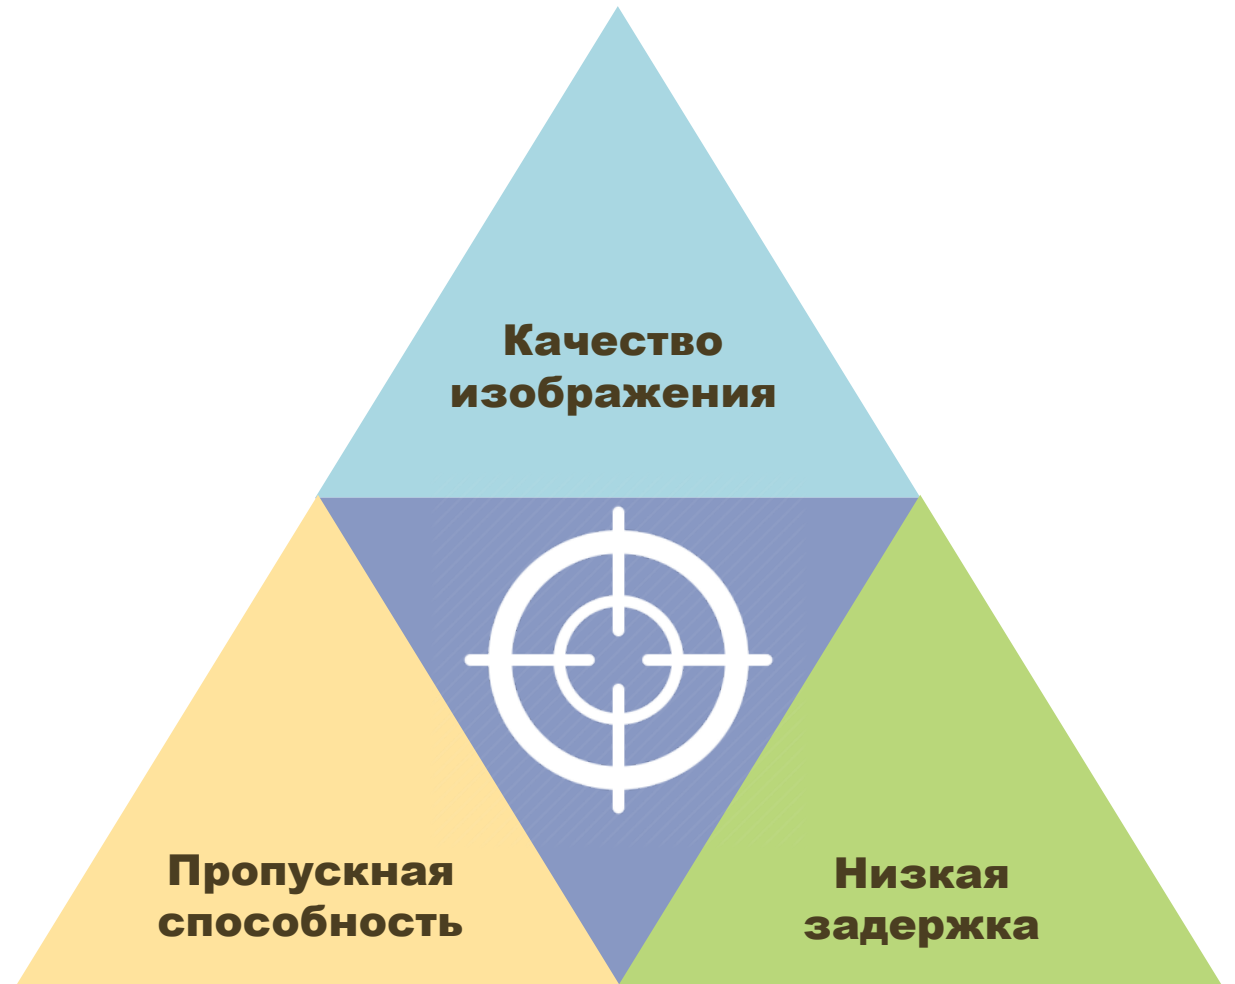 Качество
изображения
Пропускная
способность
Низкая
задержка